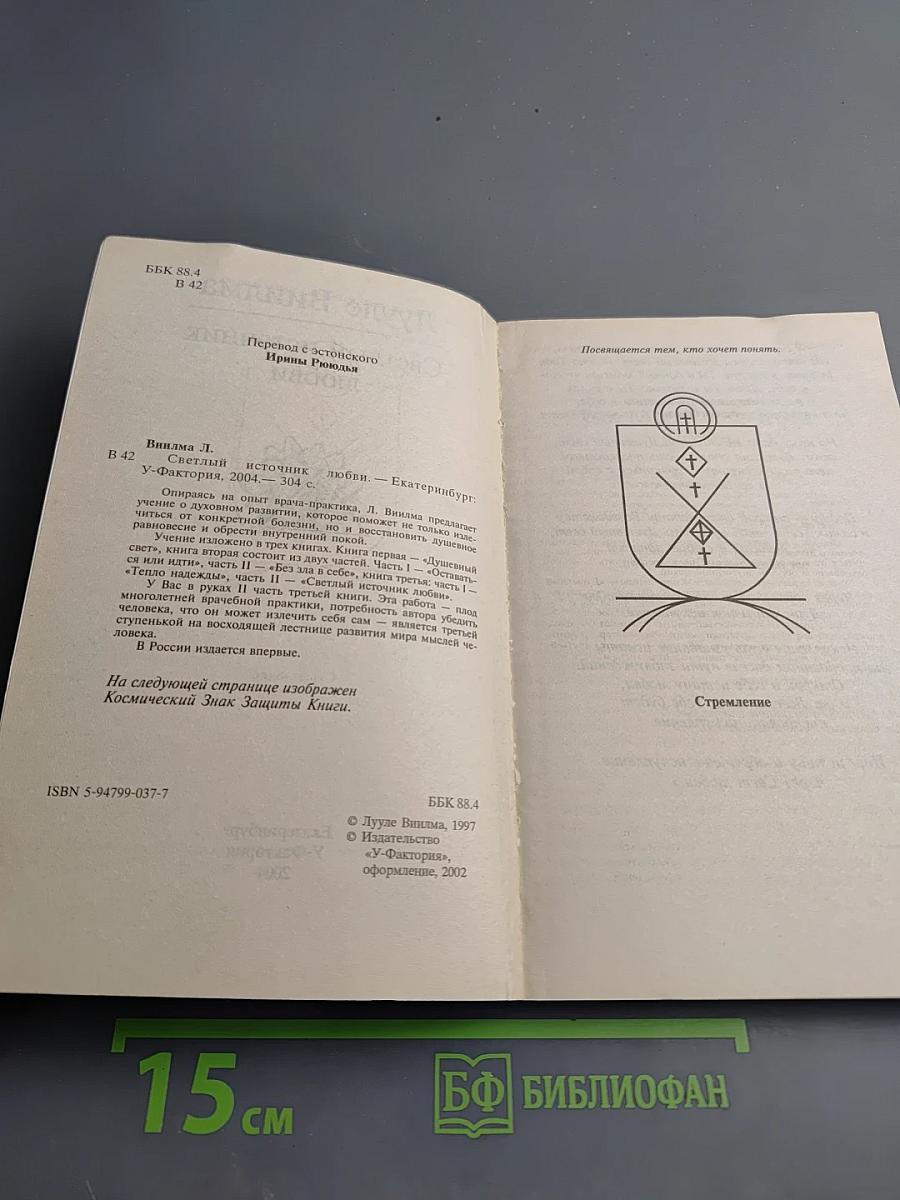 ББК 88.4
В 42
Перевод с эстонского
Ирины Рююдья
Виилма Л.
В 42 Светлый источник любви. — Екатеринбург:
У-Фактория, 2004.— 304 с.
Опираясь на опыт врача-практика, Л. Виилма предлагает
учение о духовном развитии, которое поможет не только изле-
читься от конкретной болезни, но и восстановить душевное
равновесие и обрести внутренний покой.
Учение изложено в трех книгах. Книга первая — «Душевный
свет», книга вторая состоит из двух частей. Часть I — «Оставать-
ся или идти», часть II — «Без зла в себе», книга третья: часть I —
«Тепло надежды», часть II — «Светлый источник любви».
У Вас в руках II часть третьей книги. Эта работа — плод
многолетней врачебной практики, потребность автора убедить
человека, что он может излечить себя сам — является третьей
ступенькой на восходящей лестнице развития мира мыслей че-
ловека.
В России издается впервые.
На следующей странице изображен
Космический Знак Защиты Книги.
ISBN 5-94799-037-7
ББК 88.4
© Лууле Виилма, 1997
© Издательство
«У-Фактория»,
оформление, 2002
Посвящается тем, кто хочет понять.
Стремление
15 см
БФ БИБЛИОФАН